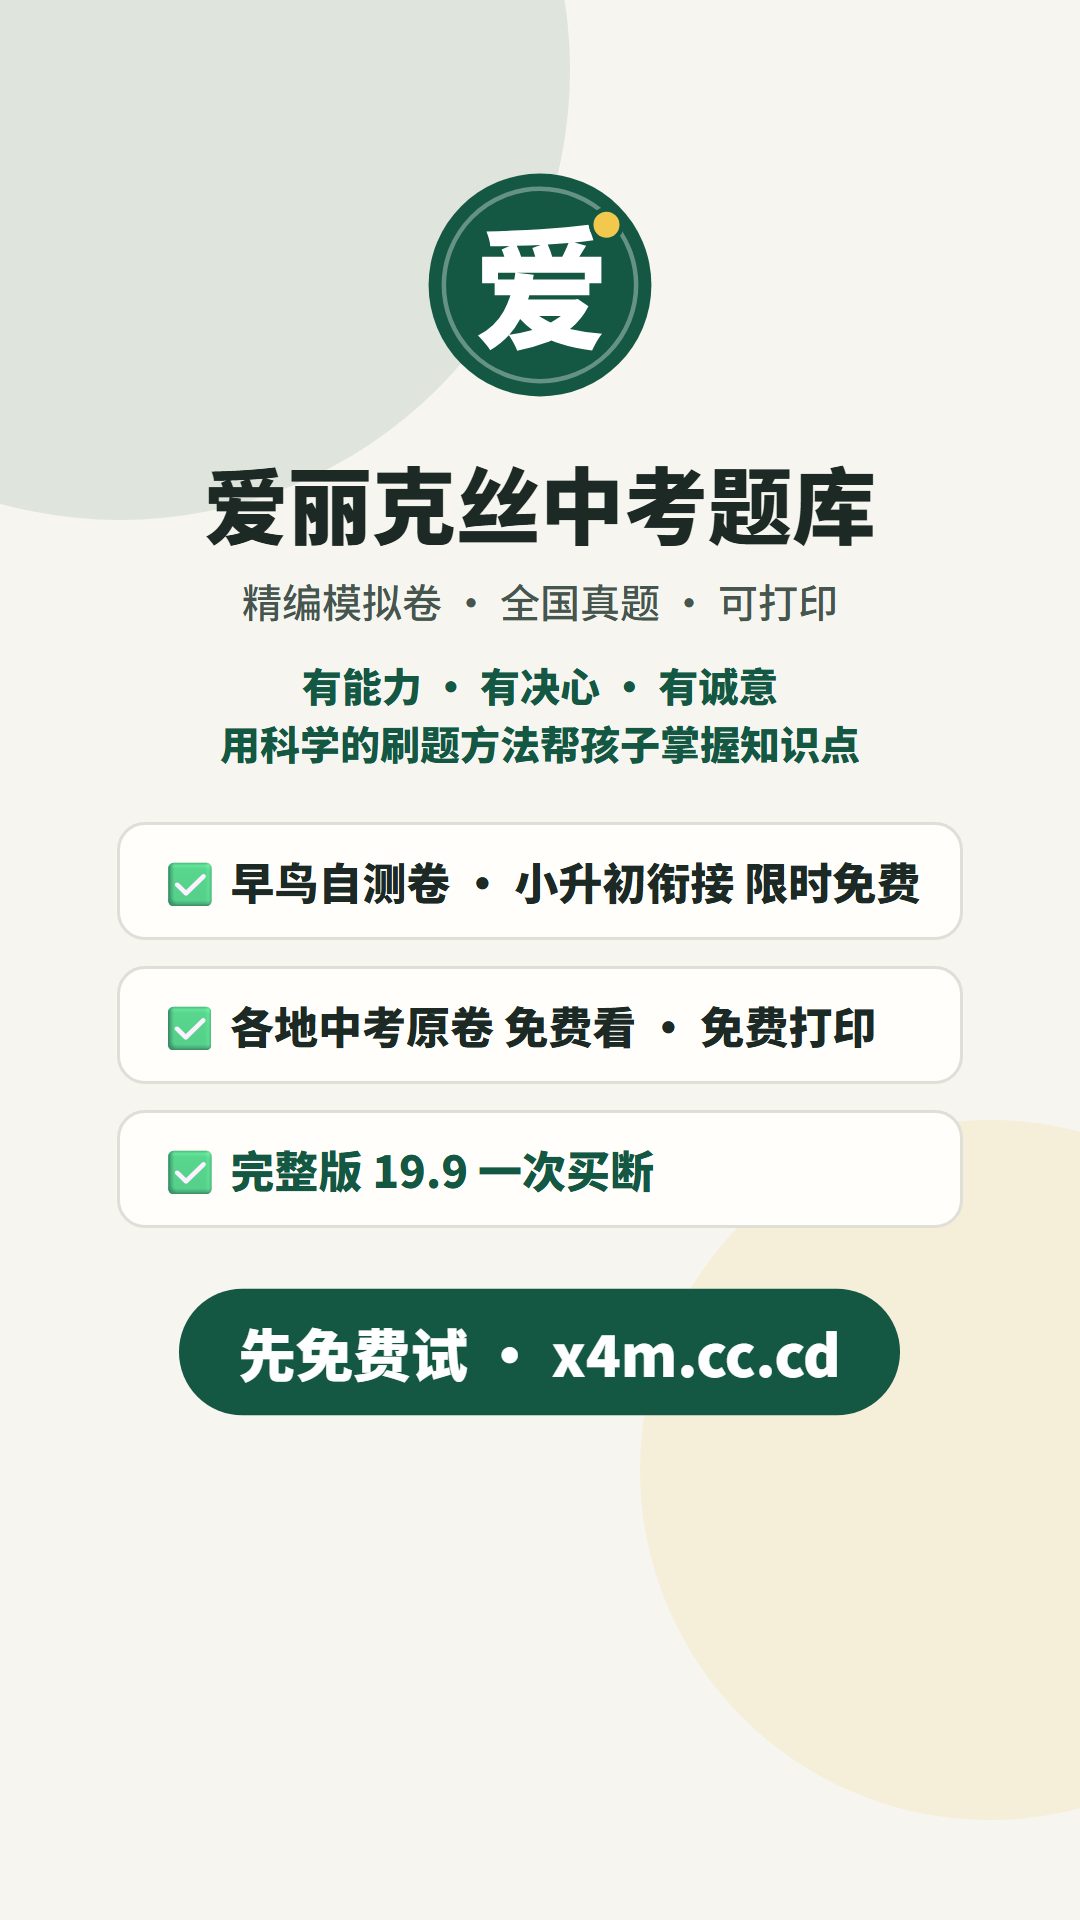 爱
爱丽克丝中考题库
精编模拟卷 · 全国真题 · 可打印
有能力 · 有决心 · 有诚意
用科学的刷题方法帮孩子掌握知识点
✅ 早鸟自测卷 · 小升初衔接 限时免费
✅ 各地中考原卷 免费看 · 免费打印
✅ 完整版 19.9 一次买断
先免费试 · x4m.cc.cd